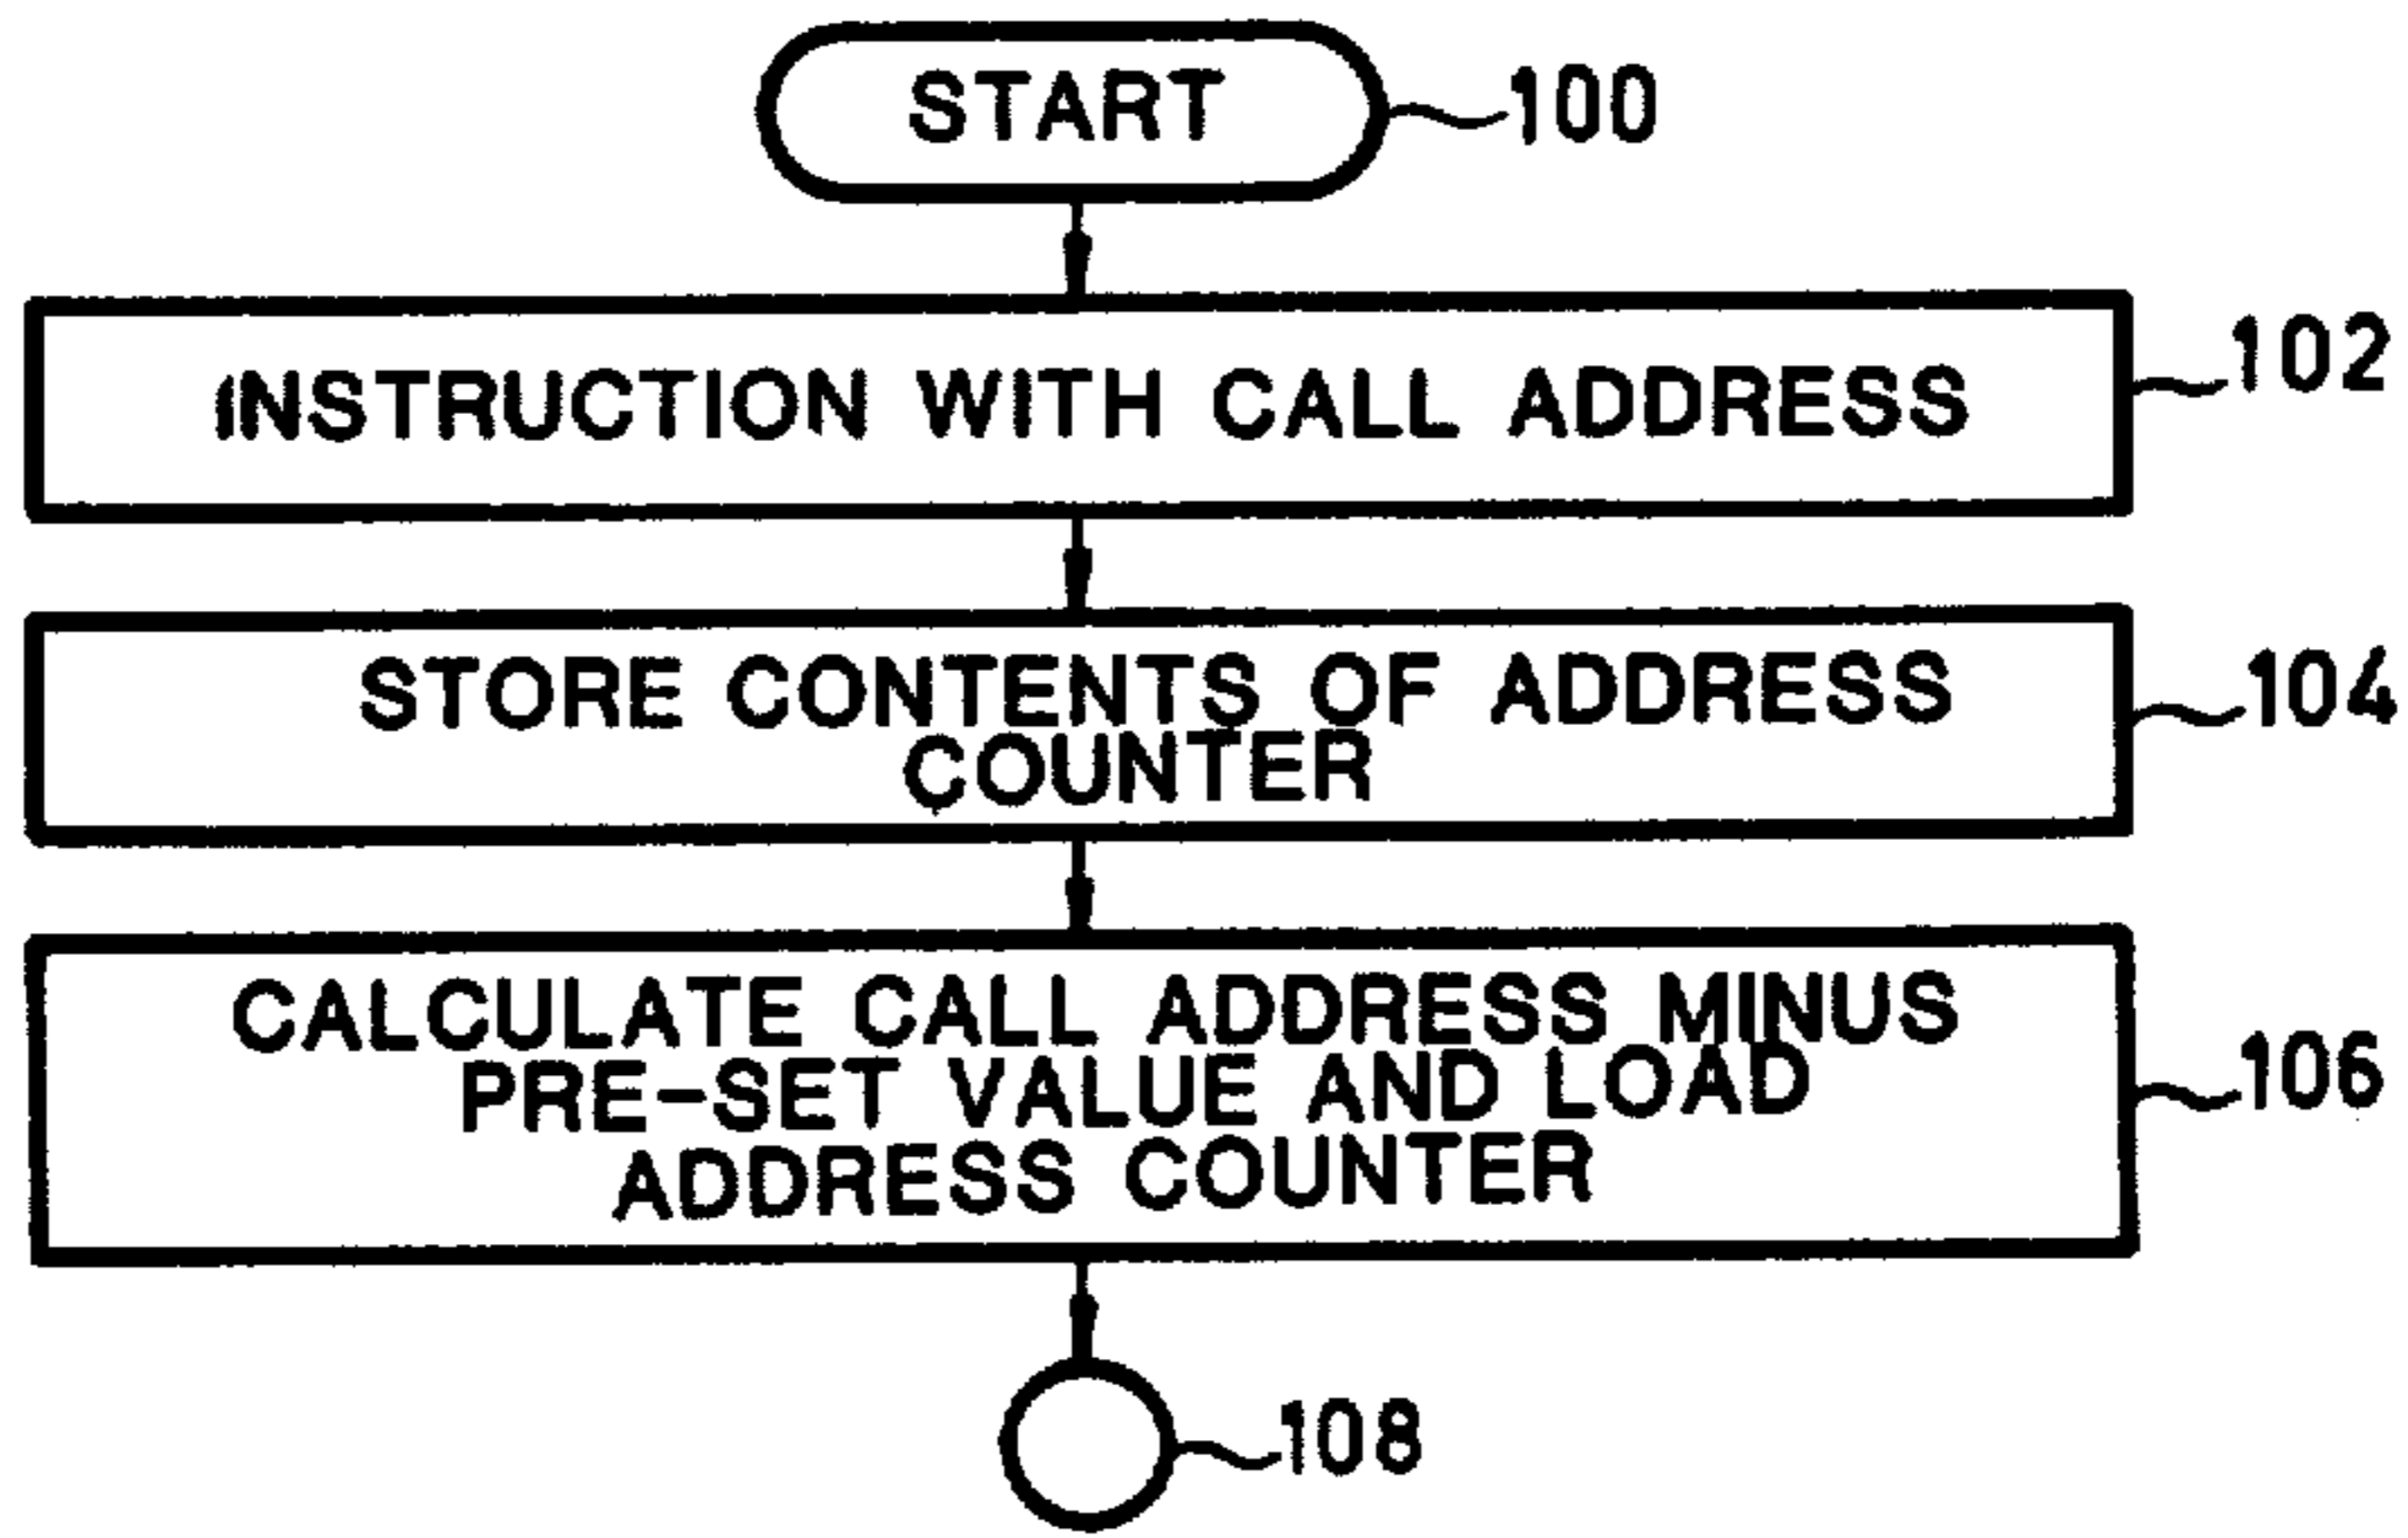 START
100
INSTRUCTION WITH CALL ADDRESS
102
STORE CONTENTS OF ADDRESS
COUNTER
104
CALCULATE CALL ADDRESS MINUS
PRE-SET VALUE AND LOAD
ADDRESS COUNTER
106
108